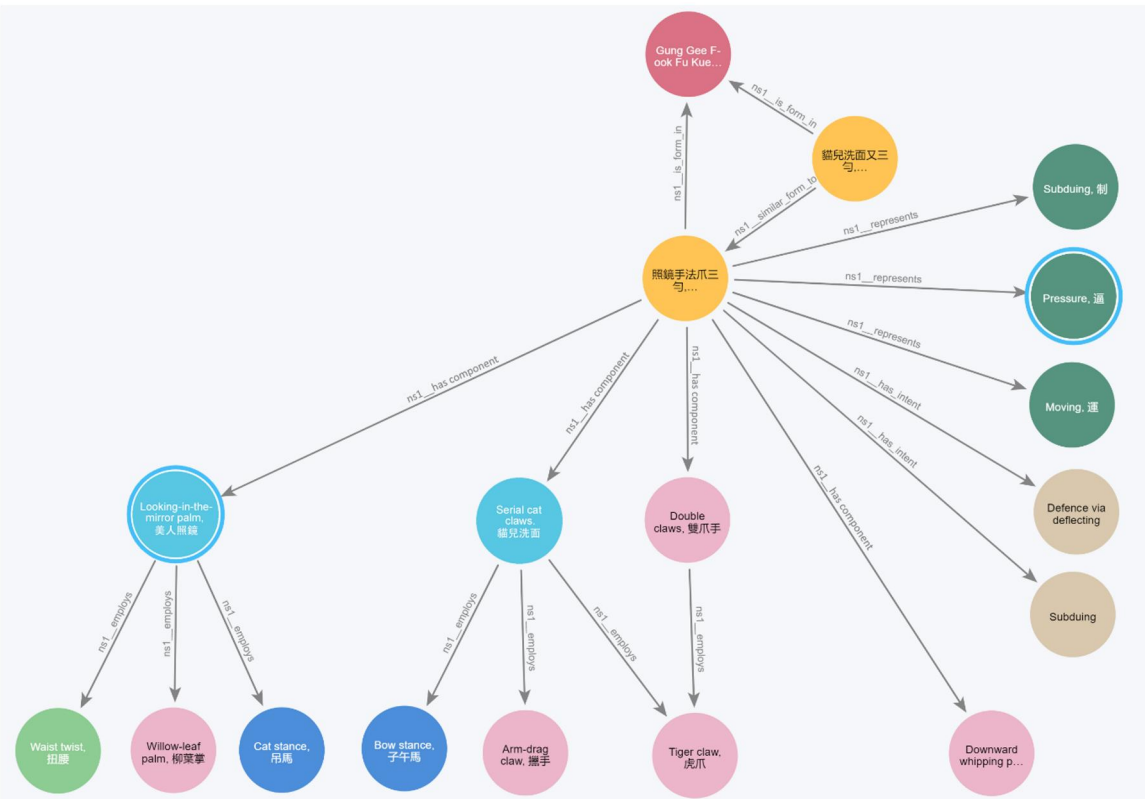 Gung Gee F-
ook Fu Kue...
ns1__is_form_in
ns1__is_form_in
貓兒洗面又三
勻,...
ns1__similar_form_to
Subduing, 制
ns1__represents
照鏡手法爪三
勻,...
ns1__represents
Pressure, 逼
ns1__represents
Moving, 運
ns1__has_intent
ns1__has_intent
ns1__has component
ns1__has component
ns1__has component
ns1__has component
Defence via
deflecting
Looking-in-the-
mirror palm,
美人照鏡
Serial cat
claws,
貓兒洗面
Double
claws, 雙爪手
Subduing
ns1__employs
ns1__employs
ns1__employs
ns1__employs
ns1__employs
ns1__employs
ns1__employs
Waist twist,
扭腰
Willow-leaf
palm, 柳葉掌
Cat stance,
吊馬
Bow stance,
子午馬
Arm-drag
claw, 㩳手
Tiger claw,
虎爪
Downward
whipping p...